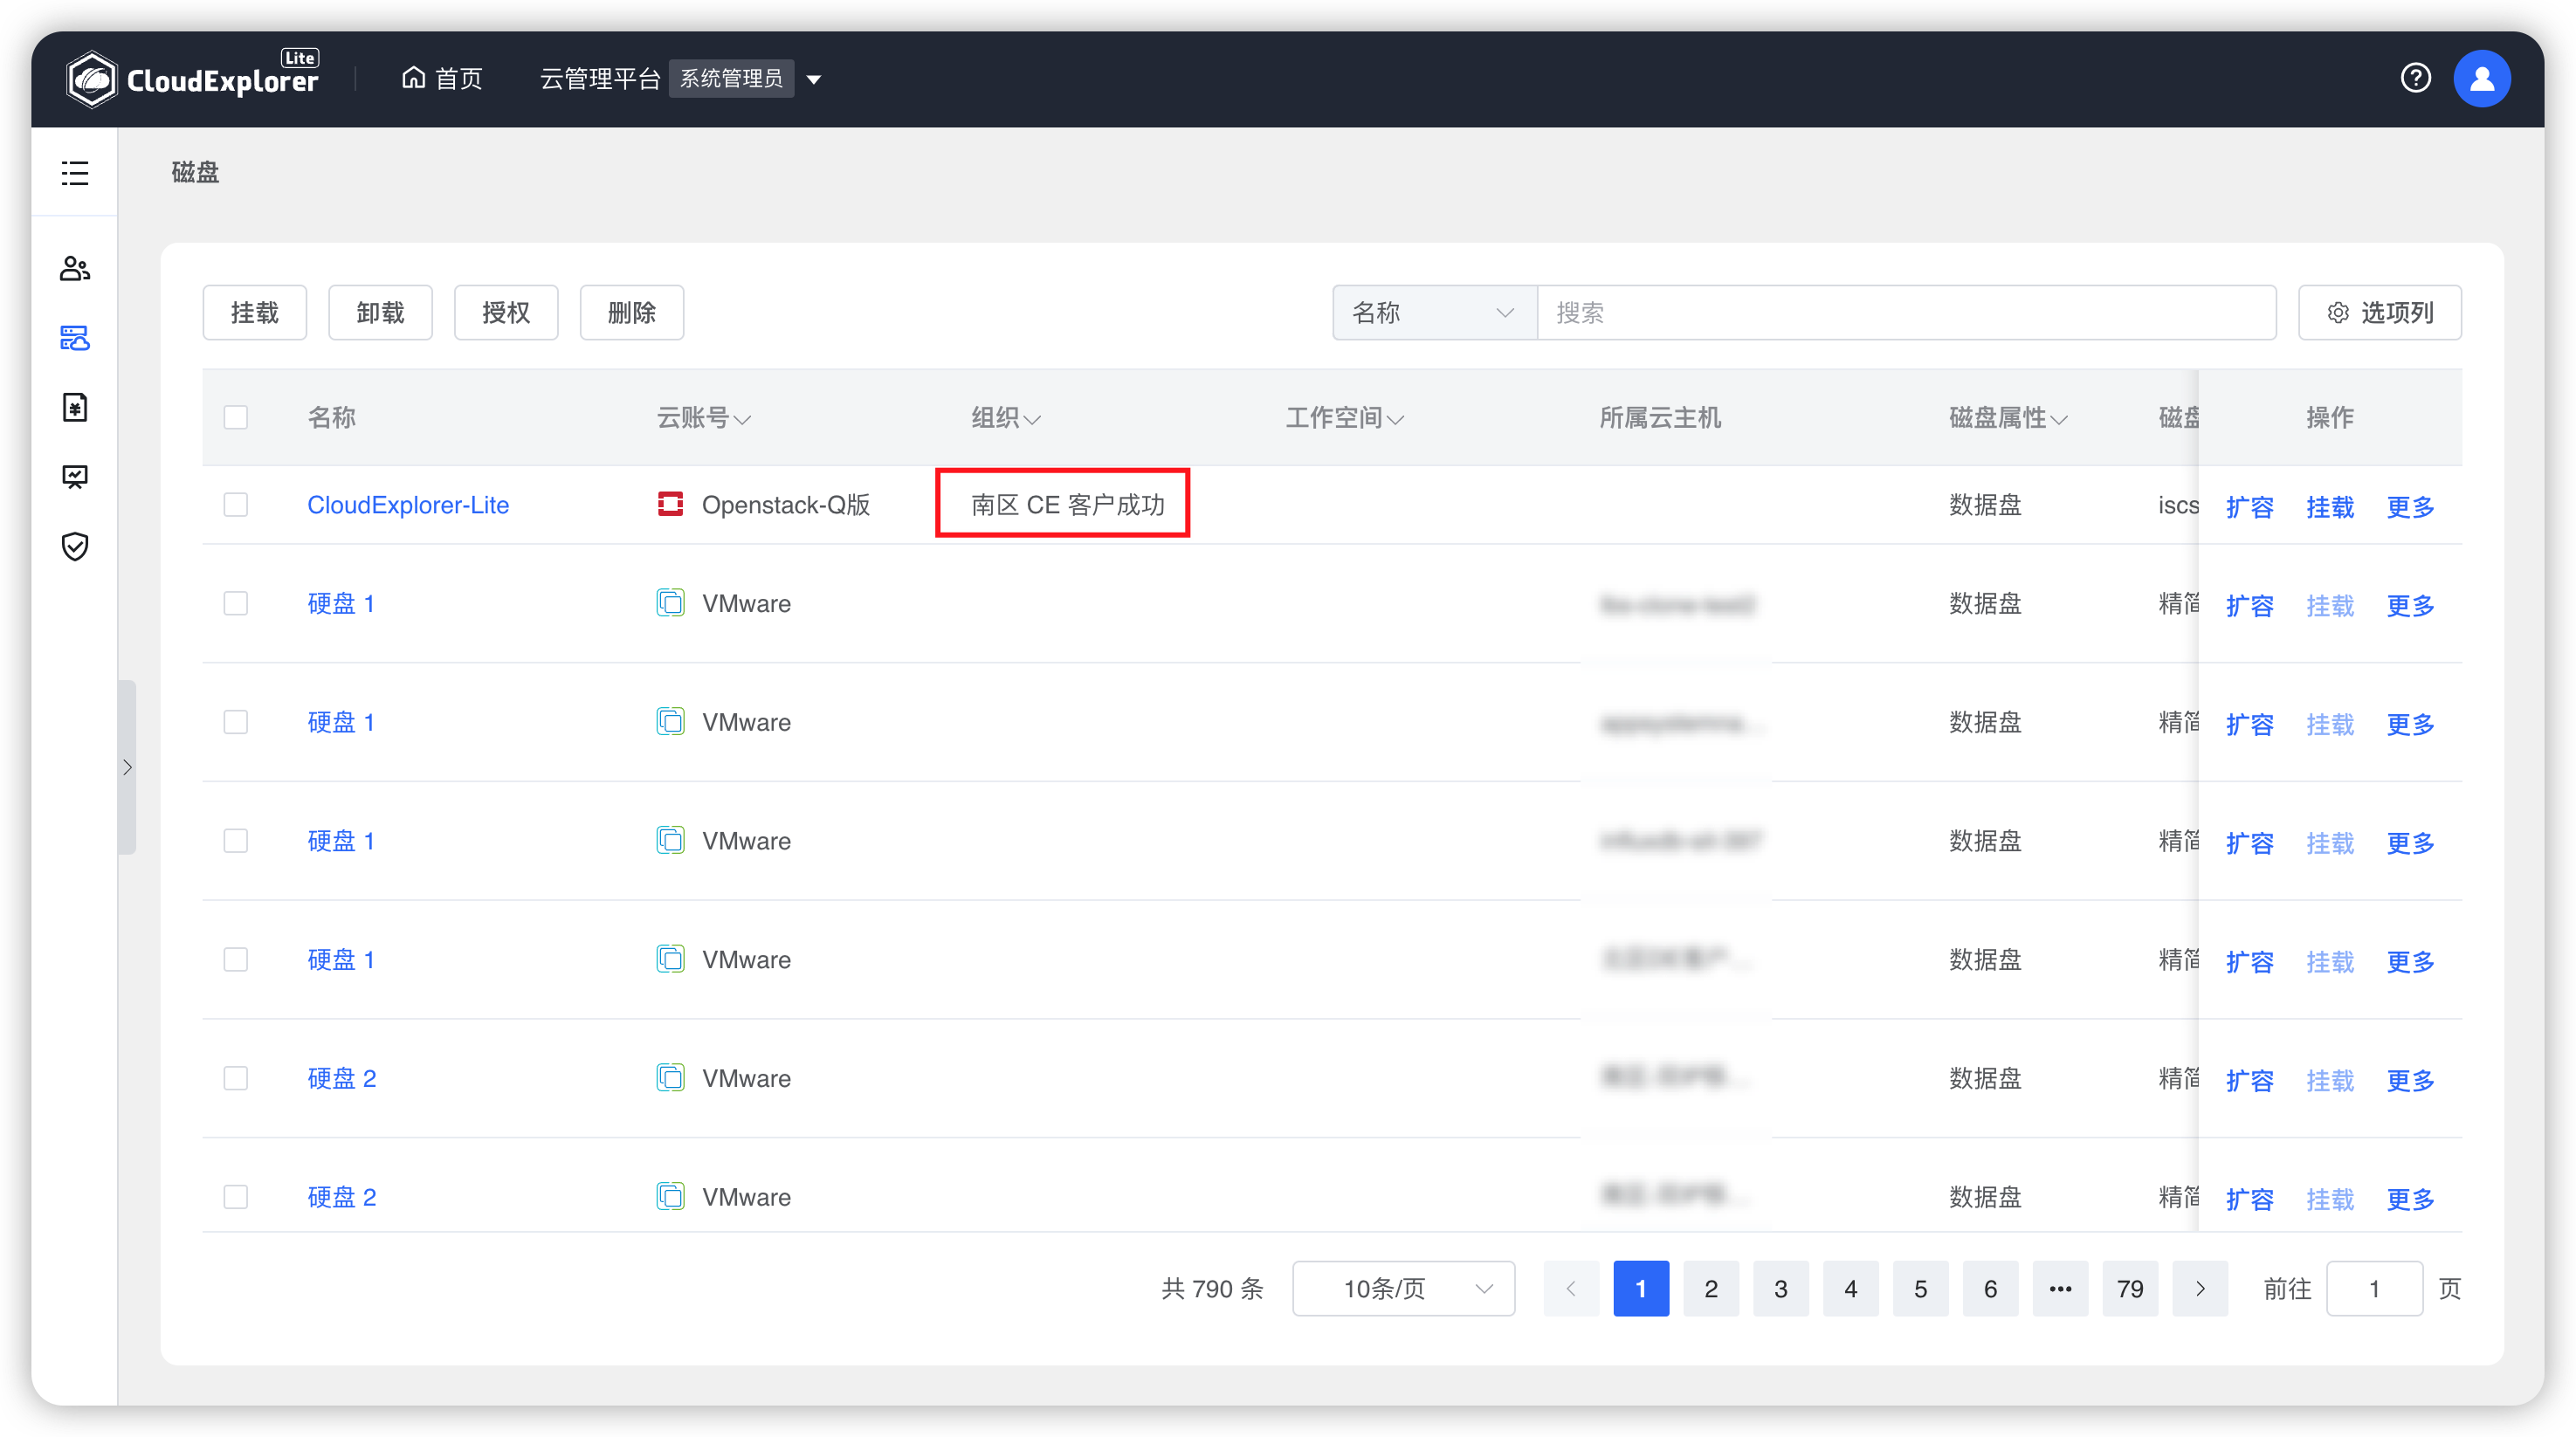 CloudExplorer Lite
首页
云管理平台 系统管理员
磁盘
挂载 卸载 授权 删除 名称 搜索 选项列
名称 云账号 组织 工作空间 所属云主机 磁盘属性 操作
CloudExplorer-Lite Openstack-Q版 南区 CE 客户成功 数据盘 扩容 挂载 更多
硬盘 1 VMware 数据盘 精简 扩容 挂载 更多
硬盘 1 VMware 数据盘 精简 扩容 挂载 更多
硬盘 1 VMware 数据盘 精简 扩容 挂载 更多
硬盘 1 VMware 数据盘 精简 扩容 挂载 更多
硬盘 2 VMware 数据盘 精简 扩容 挂载 更多
硬盘 2 VMware 数据盘 精简 扩容 挂载 更多
共 790 条 10条/页 1 2 3 4 5 6 ••• 79 前往 1 页